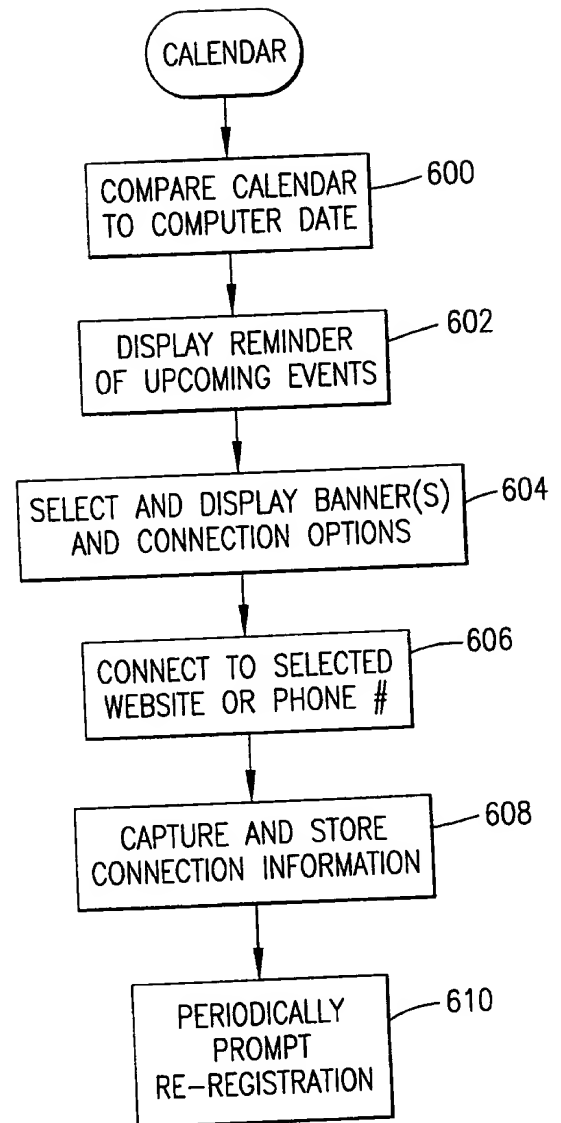 CALENDAR
COMPARE CALENDAR
TO COMPUTER DATE
600
DISPLAY REMINDER
OF UPCOMING EVENTS
602
SELECT AND DISPLAY BANNER(S)
AND CONNECTION OPTIONS
604
CONNECT TO SELECTED
WEBSITE OR PHONE #
606
CAPTURE AND STORE
CONNECTION INFORMATION
608
PERIODICALLY
PROMPT
RE-REGISTRATION
610